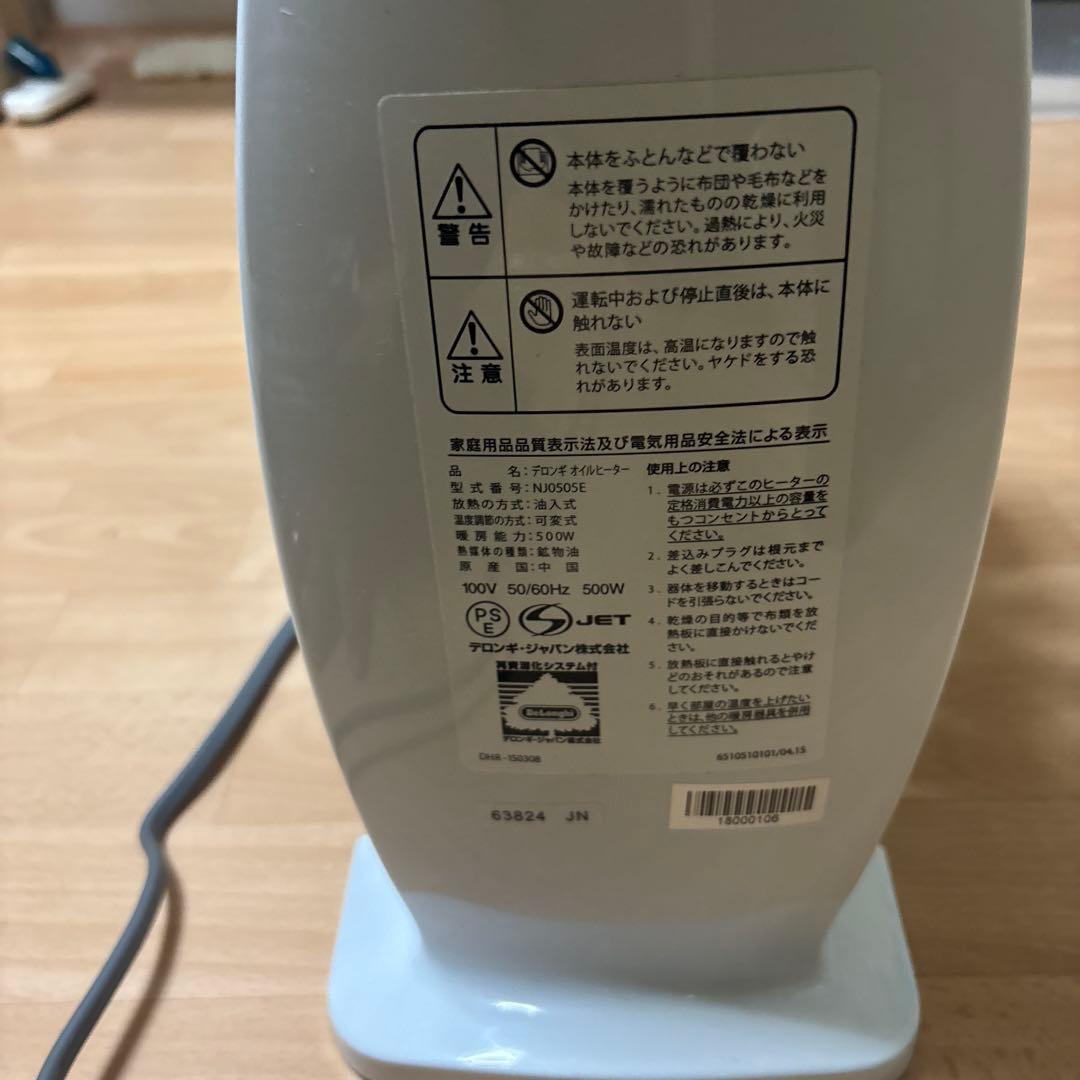 警告
本体をふとんなどで覆わない
本体を覆うように布団や毛布などを
かけたり、濡れたものの乾燥に利用
しないでください。過熱により、火災
や故障などの恐れがあります。
注意
運転中および停止直後は、本体に
触れない
表面温度は、高温になりますので触
れないでください。ヤケドをする恐
れがあります。
家庭用品品質表示法及び電気用品安全法による表示
品名：デロンギ オイルヒーター
型式番号：NJ0505E
放熱の方式：油入式
温度調節の方式：可変式
暖房能力：500W
熱媒体の種類：鉱物油
原産国：中国
100V 50/60Hz 500W
PS
E
JET
デロンギ・ジャパン株式会社
再資源化システム付
DeLonghi
デロンギ・ジャパン株式会社
DHR-150308
使用上の注意
1. 電源は必ずこのヒーターの
定格消費電力以上の容量を
もつコンセントからとって
ください。
2. 差込みプラグは根元まで
よく差しこんでください。
3. 器体を移動するときはコー
ドを引張らないでください。
4. 乾燥の目的等で布類を放
熱板に直接かけないでくだ
さい。
5. 放熱板に直接触れるとやけ
どのおそれがあるので注意
してください。
6. 早く部屋の温度を上げたい
ときは、他の暖房器具を併用
してください。
6510510101/04.15
63824 JN
18000106